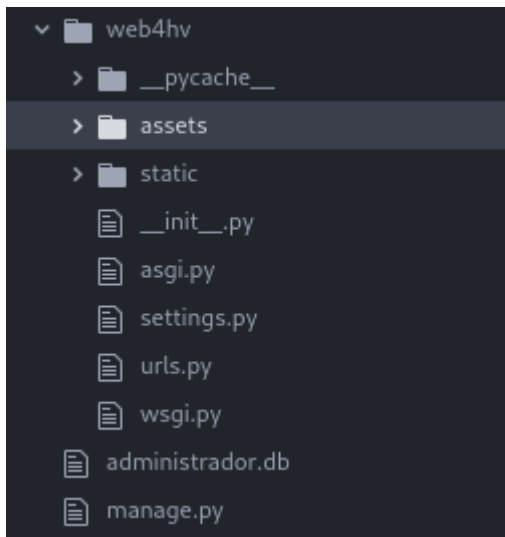 web4hv
__pycache__
assets
static
__init__.py
asgi.py
settings.py
urls.py
wsgi.py
administrador.db
manage.py